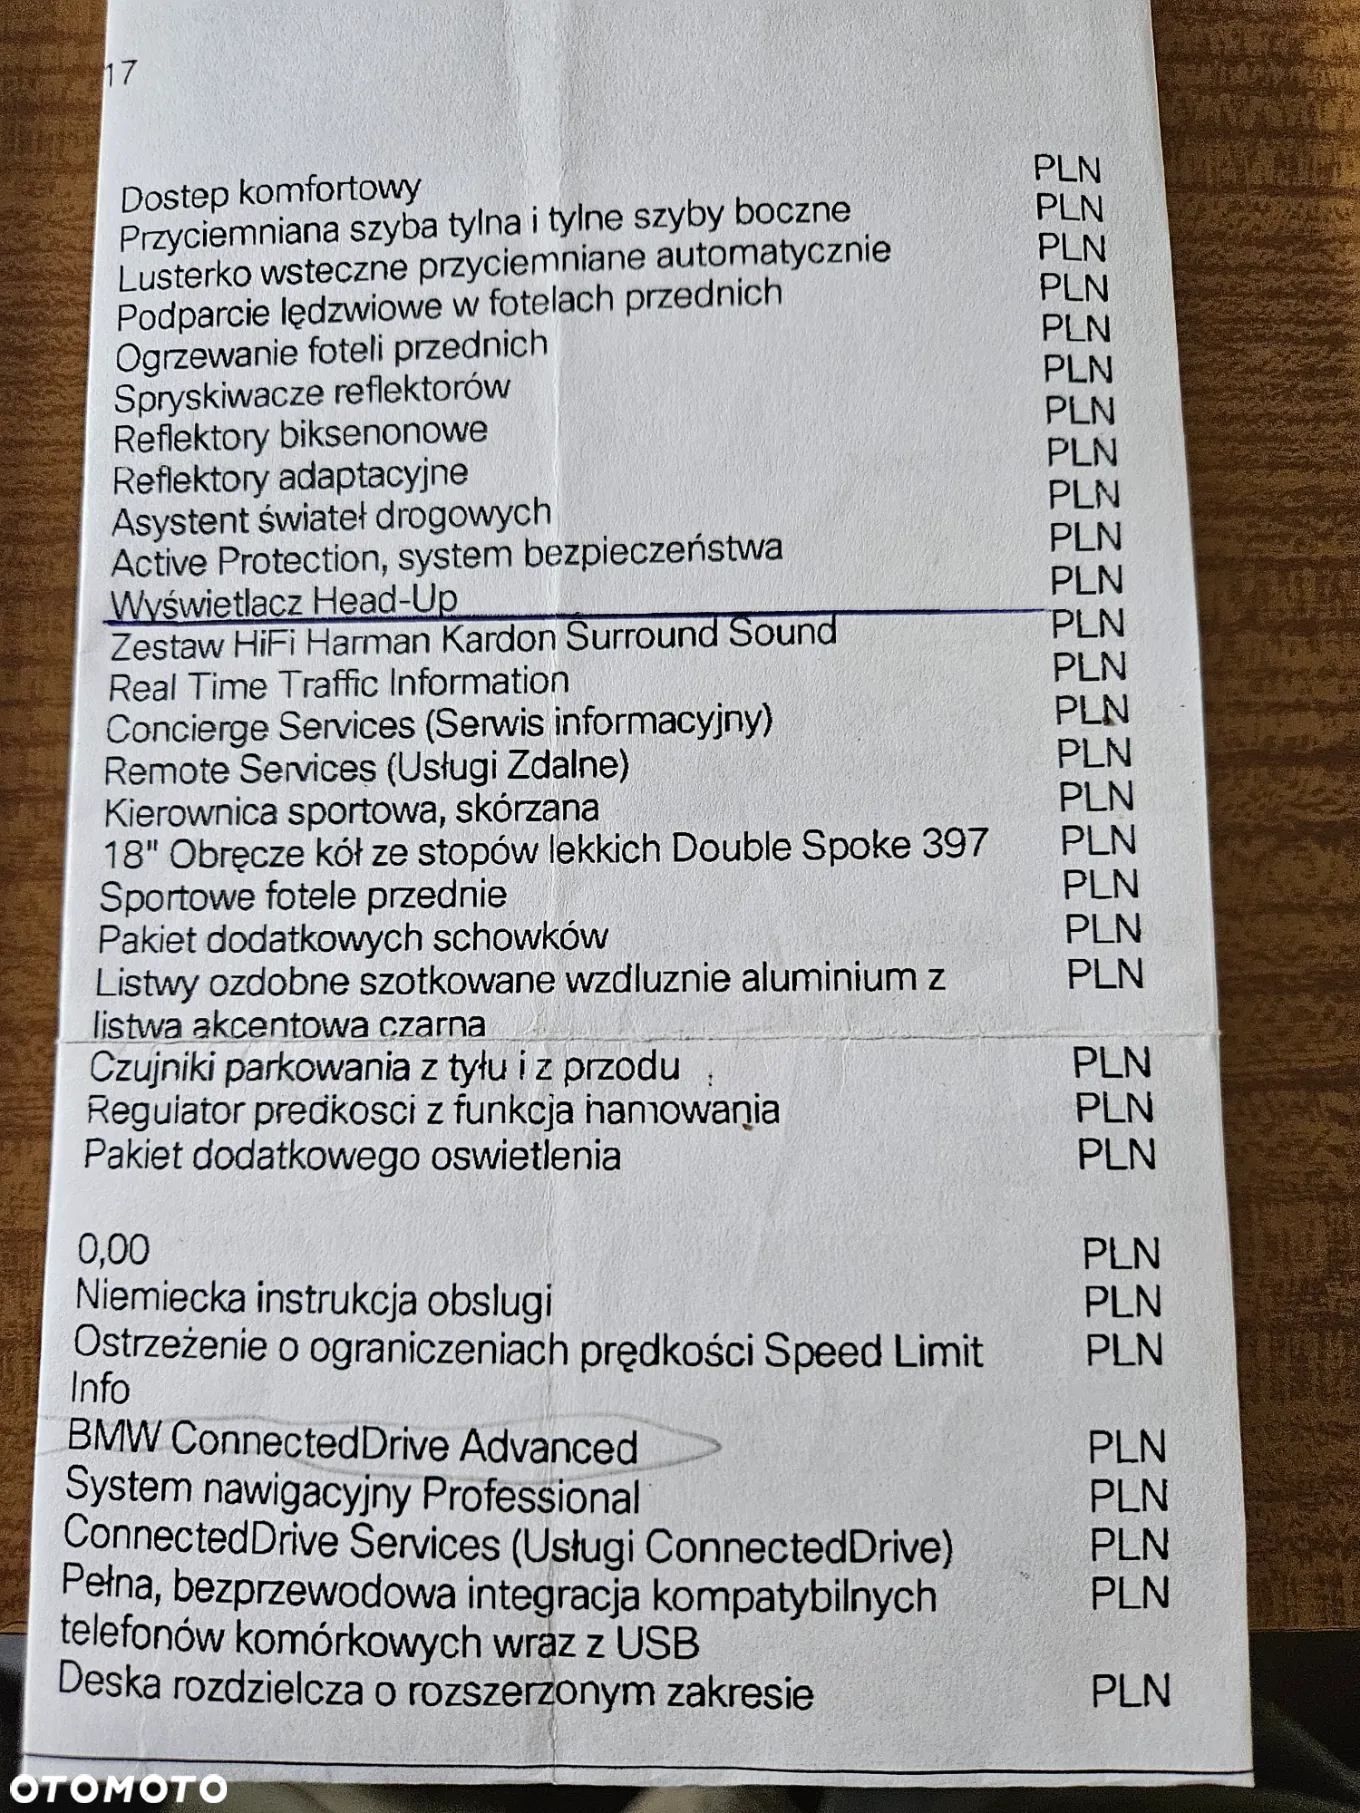 17
Dostęp komfortowy PLN
Przyciemniana szyba tylna i tylne szyby boczne PLN
Lusterko wsteczne przyciemniane automatycznie PLN
Podparcie lędzwiowe w fotelach przednich PLN
Ogrzewanie foteli przednich PLN
Spryskiwacze reflektorów PLN
Reflektory biksenonowe PLN
Reflektory adaptacyjne PLN
Asystent świateł drogowych PLN
Active Protection, system bezpieczeństwa PLN
Wyświetlacz Head-Up PLN
Zestaw HiFi Harman Kardon Surround Sound PLN
Real Time Traffic Information PLN
Concierge Services (Serwis informacyjny) PLN
Remote Services (Usługi Zdalne) PLN
Kierownica sportowa, skórzana PLN
18" Obręcze kół ze stopów lekkich Double Spoke 397 PLN
Sportowe fotele przednie PLN
Pakiet dodatkowych schowków PLN
Listwy ozdobne szotkowane wzdluznie aluminium z PLN
listwa akcentowa czarna
Czujniki parkowania z tyłu i z przodu PLN
Regulator predkosci z funkcja hamowania PLN
Pakiet dodatkowego oswietlenia PLN
0,00 PLN
Niemiecka instrukcja obslugi PLN
Ostrzeżenie o ograniczeniach prędkości Speed Limit PLN
Info
BMW ConnectedDrive Advanced PLN
System nawigacyjny Professional PLN
ConnectedDrive Services (Usługi ConnectedDrive) PLN
Pełna, bezprzewodowa integracja kompatybilnych PLN
telefonów komórkowych wraz z USB
Deska rozdzielcza o rozszerzonym zakresie PLN
OTOMOTO